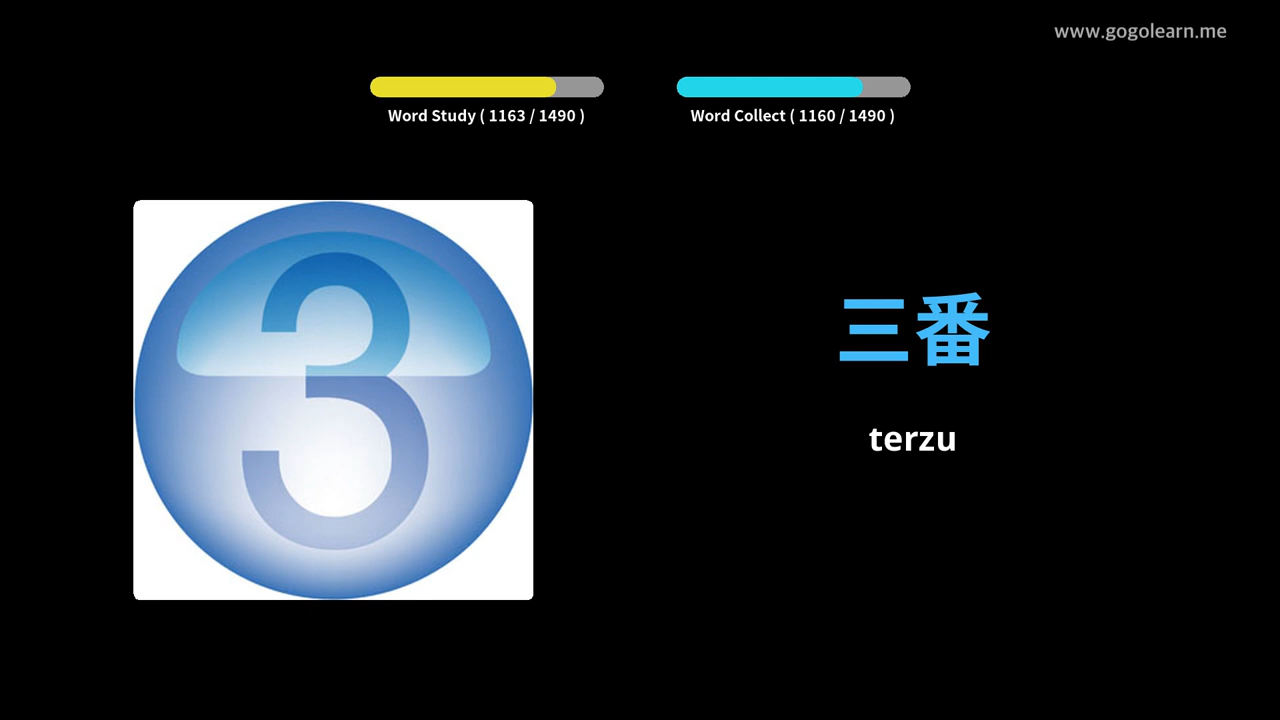 www.gogolearn.me
Word Study ( 1163 / 1490 )
Word Collect ( 1160 / 1490 )
3
三番
terzu